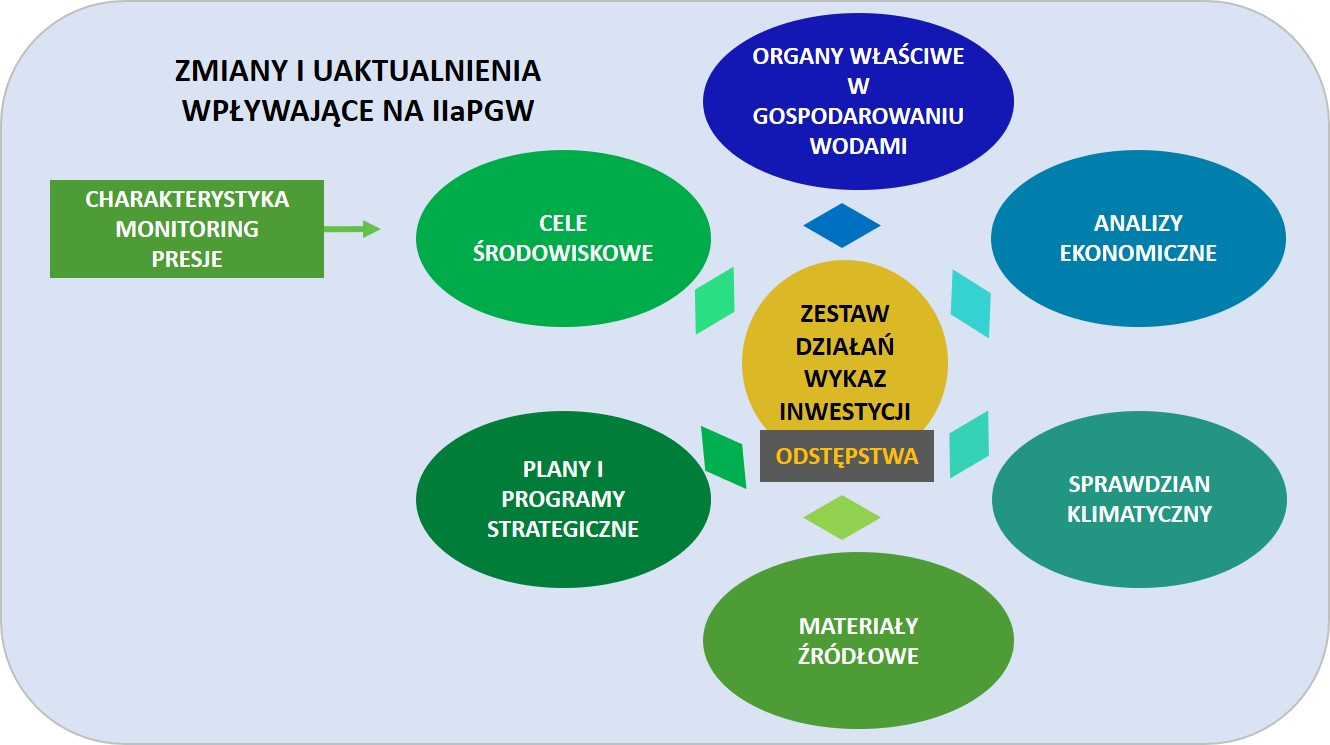 ZMIANY I UAKTUALNIENIA
WPŁYWAJĄCE NA IIaPGW
ORGANY WŁAŚCIWE
W
GOSPODAROWANIU
WODAMI
CHARAKTERYSTYKA
MONITORING
PRESJE
CELE
ŚRODOWISKOWE
ANALIZY
EKONOMICZNE
ZESTAW
DZIAŁAŃ
WYKAZ
INWESTYCJI
ODSTĘPSTWA
PLANY I
PROGRAMY
STRATEGICZNE
SPRAWDZIAN
KLIMATYCZNY
MATERIAŁY
ŹRÓDŁOWE